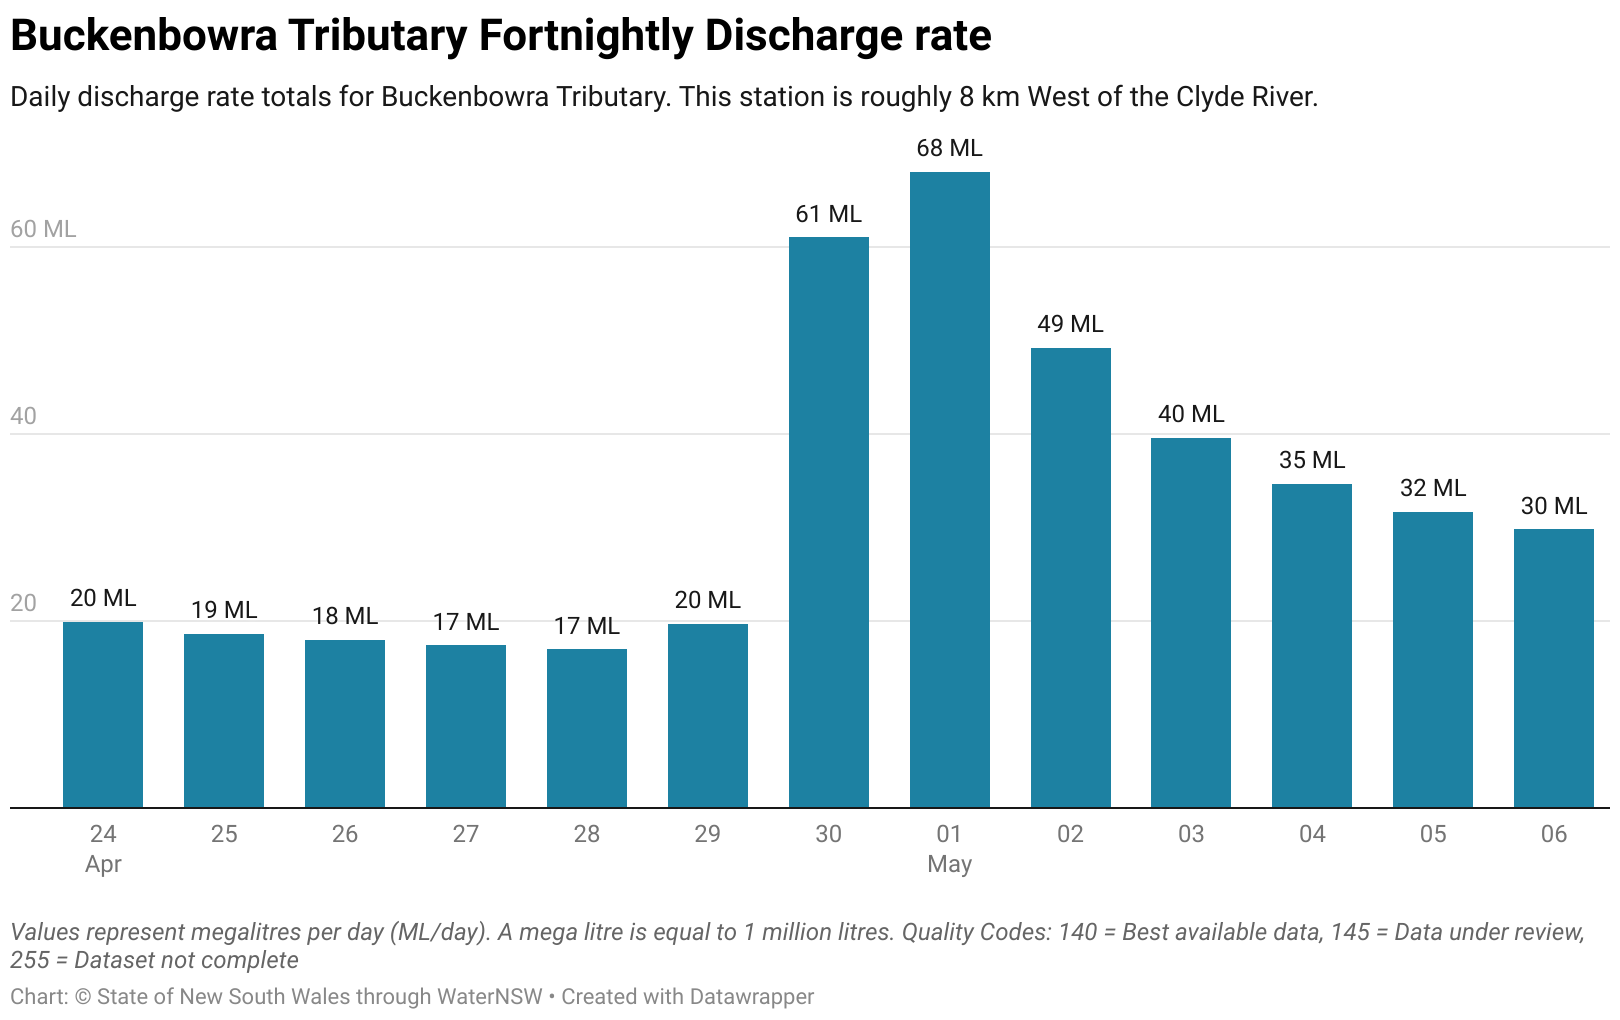 Buckenbowra Tributary Fortnightly Discharge rate
Daily discharge rate totals for Buckenbowra Tributary. This station is roughly 8 km West of the Clyde River.
68 ML
61 ML
60 ML
49 ML
40 ML
40
35 ML
32 ML
30 ML
20 ML
19 ML
18 ML
17 ML
17 ML
20 ML
20
24 25 26 27 28 29 30 01 02 03 04 05 06
Apr May
Values represent megalitres per day (ML/day). A mega litre is equal to 1 million litres. Quality Codes: 140 = Best available data, 145 = Data under review,
255 = Dataset not complete
Chart: © State of New South Wales through WaterNSW • Created with Datawrapper